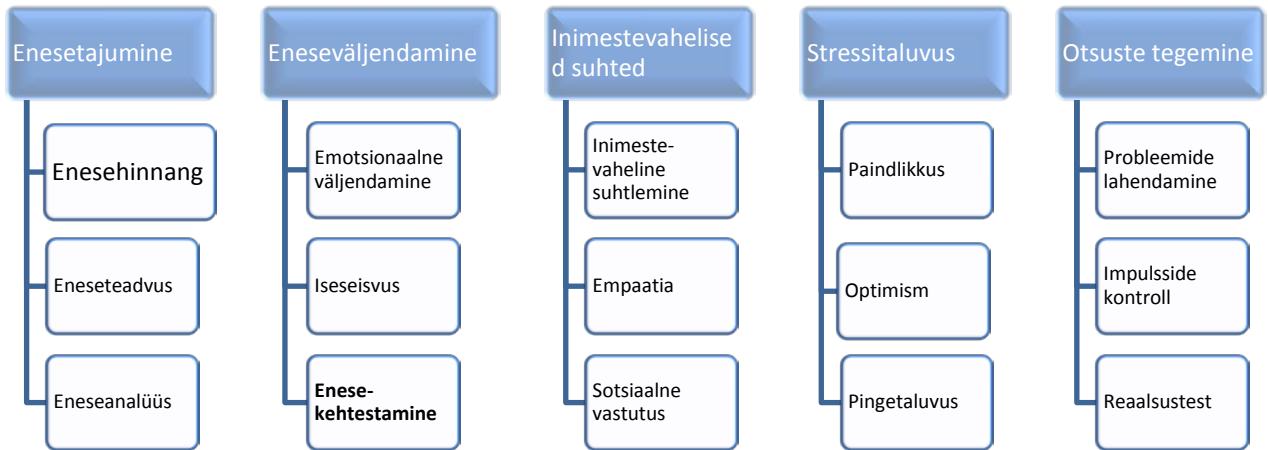 Enesetajumine
Enesehinnang
Eneseteadvus
Eneseanalüüs
Eneseväljendamine
Emotsionaalne
väljendamine
Iseseisvus
Enese-
kehtestamine
Inimestevahelise
d suhted
Inimeste-
vaheline
suhtlemine
Empaatia
Sotsiaalne
vastutus
Stressitaluvus
Paindlikkus
Optimism
Pingetaluvus
Otsuste tegemine
Probleemide
lahendamine
Impulsside
kontroll
Reaalsustest